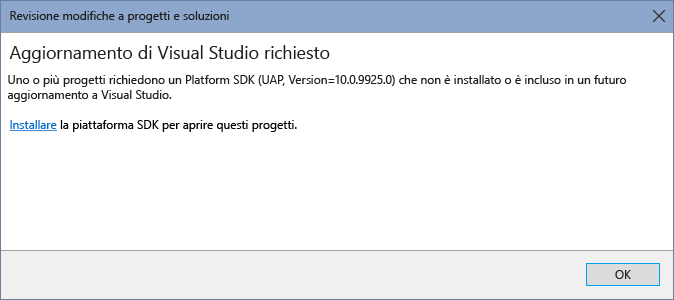 Revisione modifiche a progetti e soluzioni
Aggiornamento di Visual Studio richiesto
Uno o più progetti richiedono un Platform SDK (UAP, Version=10.0.9925.0) che non è installato o è incluso in un futuro
aggiornamento a Visual Studio.
Installare la piattaforma SDK per aprire questi progetti.
OK